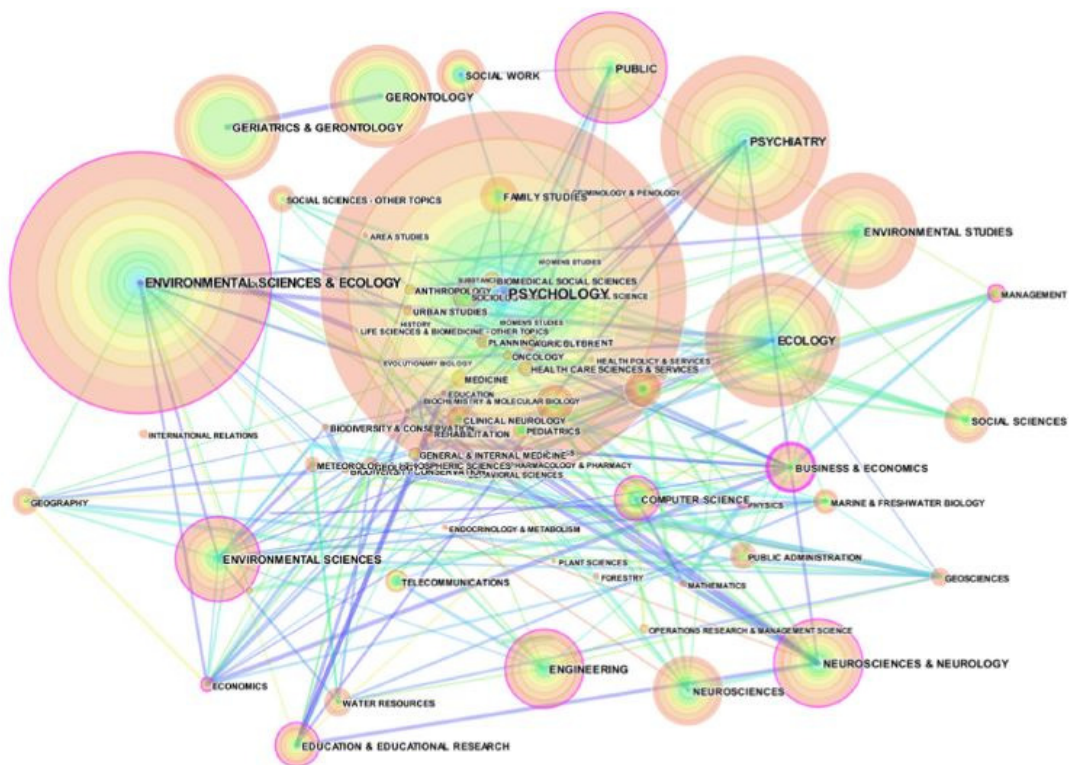 PUBLIC
SOCIAL WORK
GERONTOLOGY
GERIATRICS & GERONTOLOGY
PSYCHIATRY
CRIMINOLOGY & PENOLOGY
FAMILY STUDIES
SOCIAL SCIENCES - OTHER TOPICS
ENVIRONMENTAL STUDIES
AREA STUDIES
WOMENS STUDIES
ENVIRONMENTAL SCIENCES & ECOLOGY
BIOMEDICAL SOCIAL SCIENCES
ANTHROPOLOGY
PSYCHOLOGY
SCIENCE
MANAGEMENT
URBAN STUDIES
HISTORY
WOMENS STUDIES
LIFE SCIENCES & BIOMEDICINE - OTHER TOPICS
PLANNING
ECOLOGY
ONCOLOGY
HEALTH POLICY & SERVICES
EVOLUTIONARY BIOLOGY
HEALTH CARE SCIENCES & SERVICES
MEDICINE
EDUCATION
BIOCHEMISTRY & MOLECULAR BIOLOGY
CLINICAL NEUROLOGY
SOCIAL SCIENCES
BIODIVERSITY & CONSERVATION
REHABILITATION
PEDIATRICS
INTERNATIONAL RELATIONS
GENERAL & INTERNAL MEDICINE
GEOLOGY
PHARMACOLOGY & PHARMACY
BUSINESS & ECONOMICS
BIODIVERSITY CONSERVATION
GEOGRAPHY
COMPUTER SCIENCE
PHYSICS
MARINE & FRESHWATER BIOLOGY
ENDOCRINOLOGY & METABOLISM
ENVIRONMENTAL SCIENCES
PLANT SCIENCES
PUBLIC ADMINISTRATION
TELECOMMUNICATIONS
FORESTRY
MATHEMATICS
GEOSCIENCES
OPERATIONS RESEARCH & MANAGEMENT SCIENCE
ENGINEERING
NEUROSCIENCES & NEUROLOGY
ECONOMICS
NEUROSCIENCES
WATER RESOURCES
EDUCATION & EDUCATIONAL RESEARCH